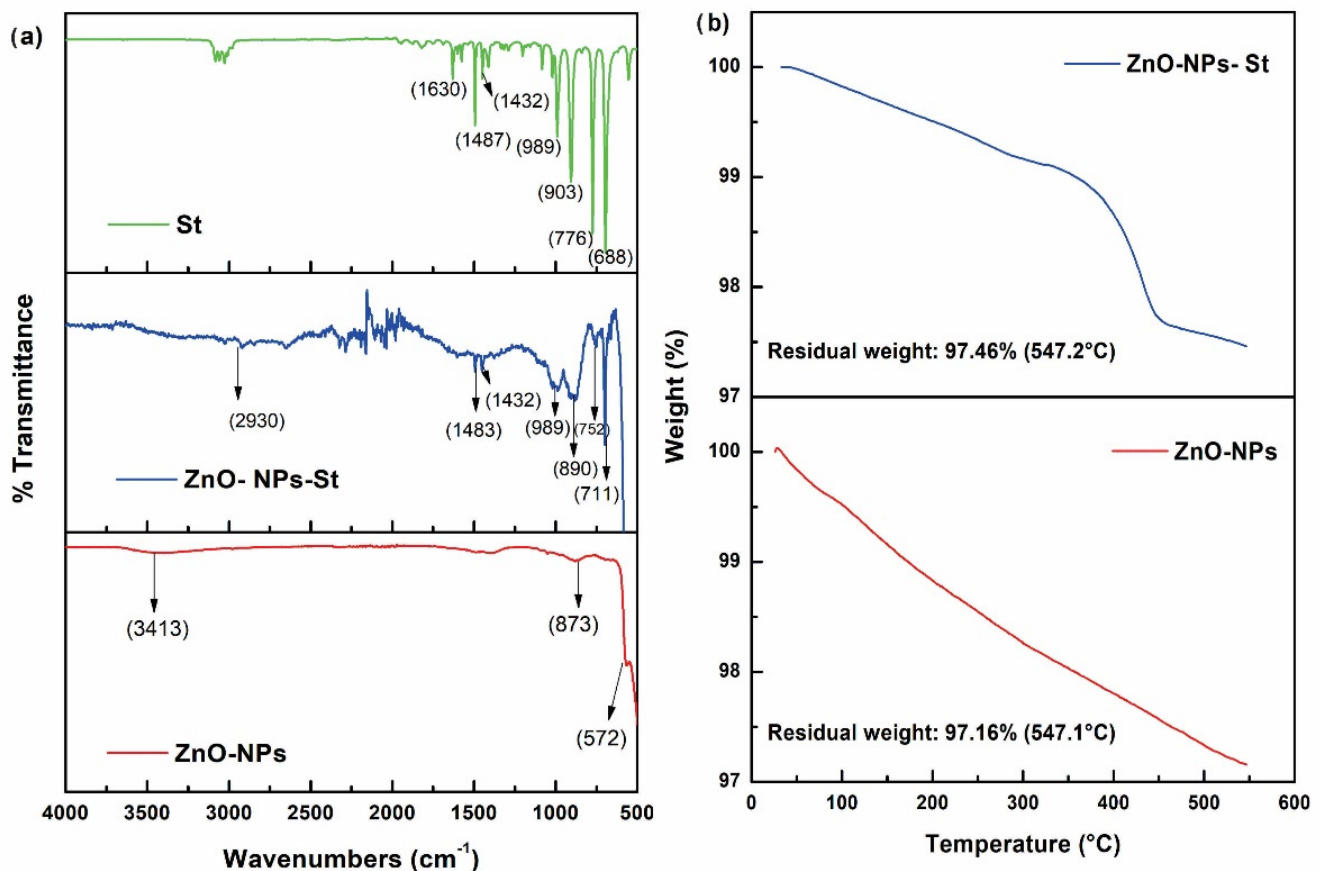 (a)
(1630)
(1432)
(1487)
(989)
(903)
(776)
(688)
St
(2930)
(1483)
(1432)
(989)
(890)
(752)
(711)
ZnO- NPs-St
(3413)
(873)
(572)
ZnO-NPs
% Transmittance
4000 3500 3000 2500 2000 1500 1000 500
Wavenumbers (cm⁻¹)
(b)
ZnO-NPs- St
100
99
98
97
Residual weight: 97.46% (547.2°C)
ZnO-NPs
100
99
98
97
Residual weight: 97.16% (547.1°C)
Weight (%)
0 100 200 300 400 500 600
Temperature (°C)